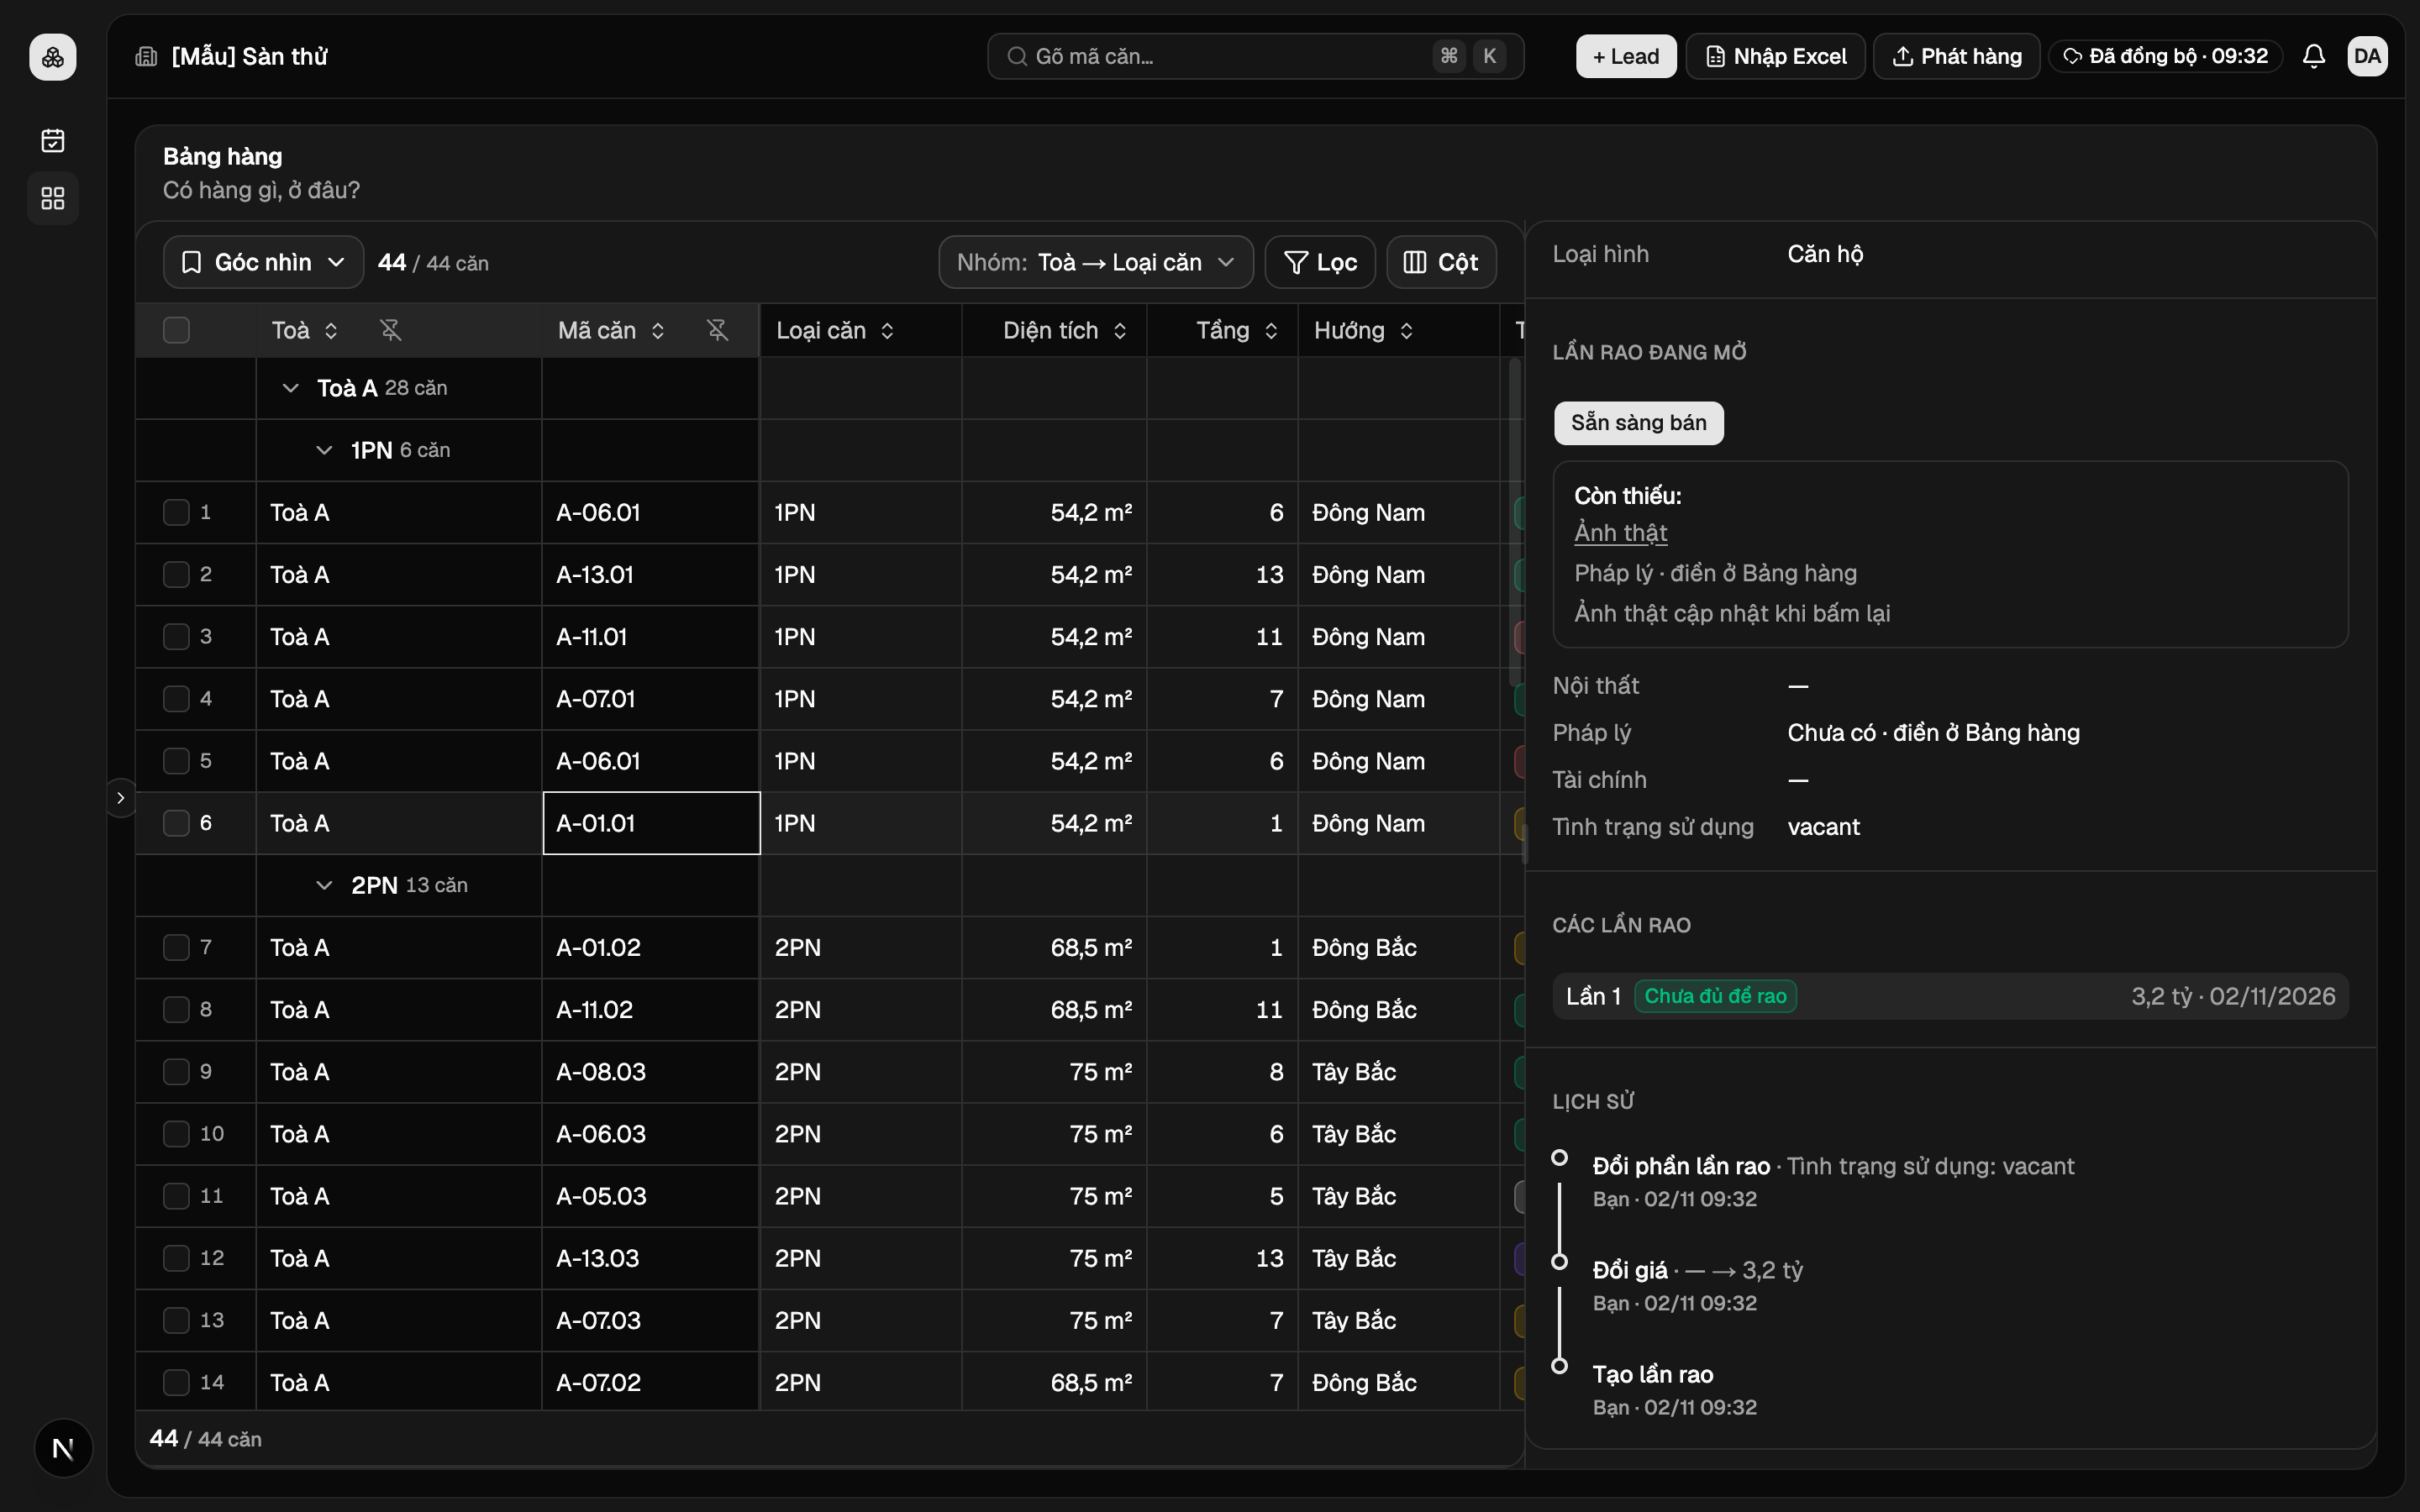 [Mẫu] Sàn thử
Gõ mã căn... ⌘ K
+ Lead
Nhập Excel
Phát hàng
Đã đồng bộ · 09:32
DA
Bảng hàng
Có hàng gì, ở đâu?
Góc nhìn
44 / 44 căn
Nhóm: Toà → Loại căn
Lọc
Cột
Toà Mã căn Loại căn Diện tích Tầng Hướng
Toà A 28 căn
1PN 6 căn
1 Toà A A-06.01 1PN 54,2 m² 6 Đông Nam
2 Toà A A-13.01 1PN 54,2 m² 13 Đông Nam
3 Toà A A-11.01 1PN 54,2 m² 11 Đông Nam
4 Toà A A-07.01 1PN 54,2 m² 7 Đông Nam
5 Toà A A-06.01 1PN 54,2 m² 6 Đông Nam
6 Toà A A-01.01 1PN 54,2 m² 1 Đông Nam
2PN 13 căn
7 Toà A A-01.02 2PN 68,5 m² 1 Đông Bắc
8 Toà A A-11.02 2PN 68,5 m² 11 Đông Bắc
9 Toà A A-08.03 2PN 75 m² 8 Tây Bắc
10 Toà A A-06.03 2PN 75 m² 6 Tây Bắc
11 Toà A A-05.03 2PN 75 m² 5 Tây Bắc
12 Toà A A-13.03 2PN 75 m² 13 Tây Bắc
13 Toà A A-07.03 2PN 75 m² 7 Tây Bắc
14 Toà A A-07.02 2PN 68,5 m² 7 Đông Bắc
44 / 44 căn
Loại hình Căn hộ
LẦN RAO ĐANG MỞ
Sẵn sàng bán
Còn thiếu:
Ảnh thật
Pháp lý · điền ở Bảng hàng
Ảnh thật cập nhật khi bấm lại
Nội thất —
Pháp lý Chưa có · điền ở Bảng hàng
Tài chính —
Tình trạng sử dụng vacant
CÁC LẦN RAO
Lần 1 Chưa đủ để rao 3,2 tỷ · 02/11/2026
LỊCH SỬ
Đổi phần lần rao · Tình trạng sử dụng: vacant
Bạn · 02/11 09:32
Đổi giá · — → 3,2 tỷ
Bạn · 02/11 09:32
Tạo lần rao
Bạn · 02/11 09:32
N